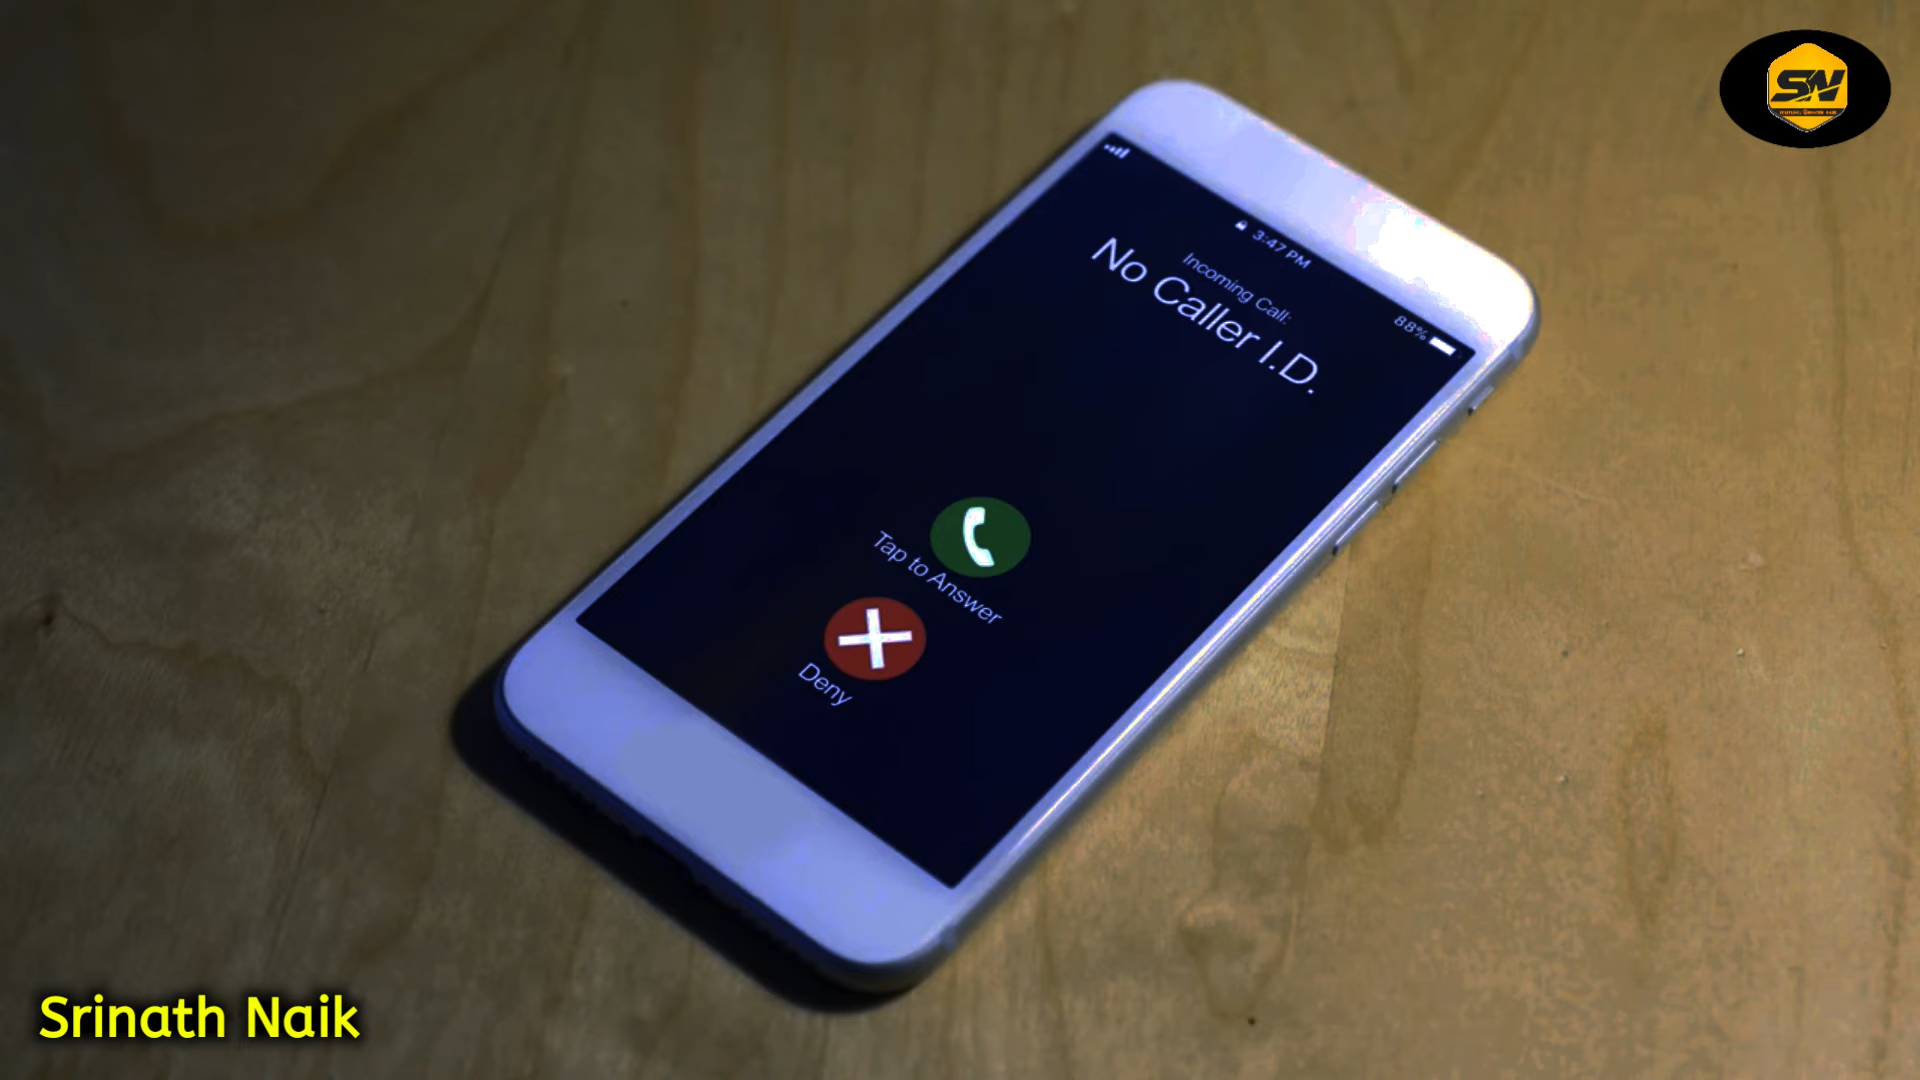 SN
3:47 PM
Incoming Call:
No Caller I.D.
88%
Tap to Answer
Deny
Srinath Naik